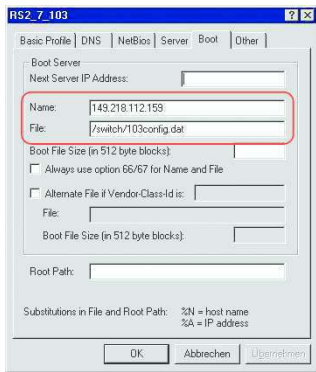 RS2_7_103
Basic Profile | DNS | NetBios | Server | Boot | Other
Boot Server
Next Server IP Address:
Name: 149.218.112.159
File: /switch/103config.dat
Boot File Size (in 512 byte blocks):
Always use option 66/67 for Name and File
Alternate File if Vendor-Class-Id is:
File:
Boot File Size (in 512 byte blocks):
Root Path:
Substitutions in File and Root Path: %N = host name
%A = IP address
OK Abbrechen Übernehmen